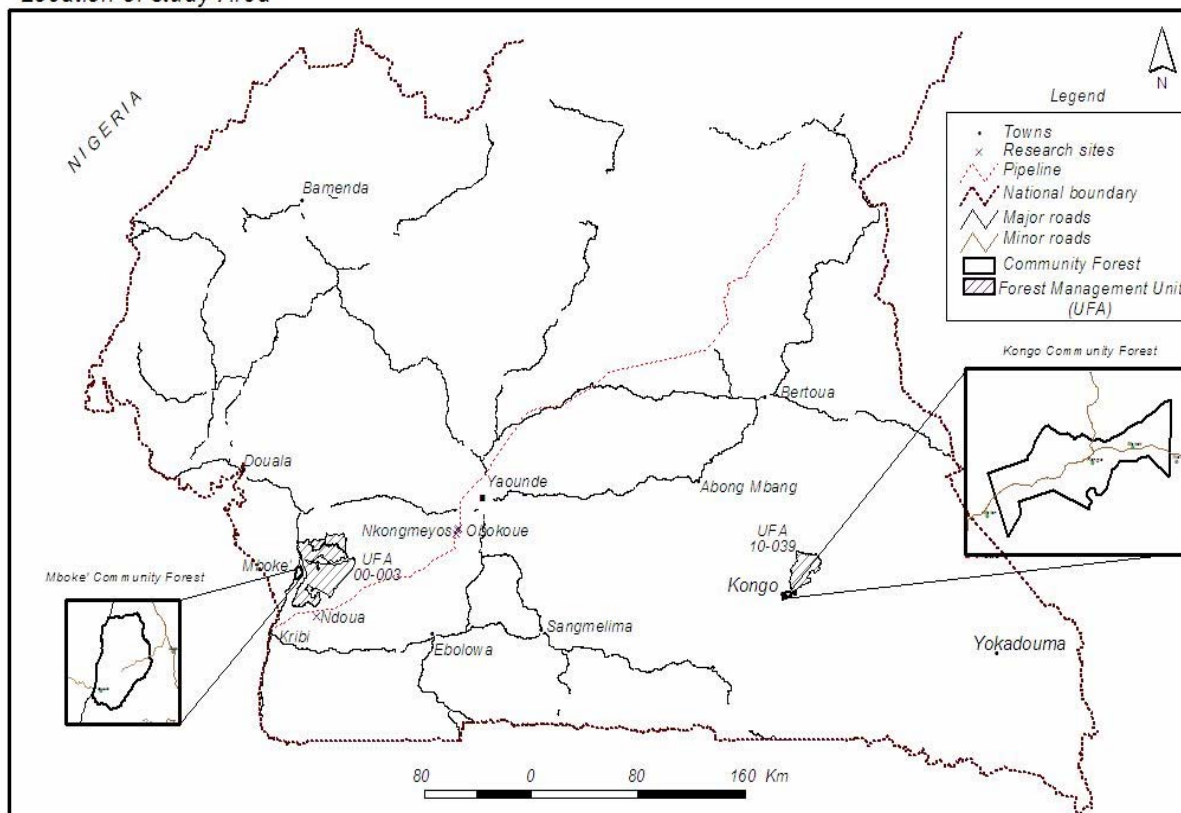 Location of study Area
NIGERIA
N
Legend
Towns
Research sites
Pipeline
National boundary
Major roads
Minor roads
Community Forest
Forest Management Unit
(UFA)
Bamenda
Kongo Community Forest
Bertoua
Douala
Yaounde
Abong Mbang
Nkongmeyos
Obokoue
UFA
10-039
Mboke'
UFA
00-003
Mboke' Community Forest
Kongo
Ndoua
Kribi
Ebolowa
Sangmelima
Yokadouma
80 0 80 160 Km